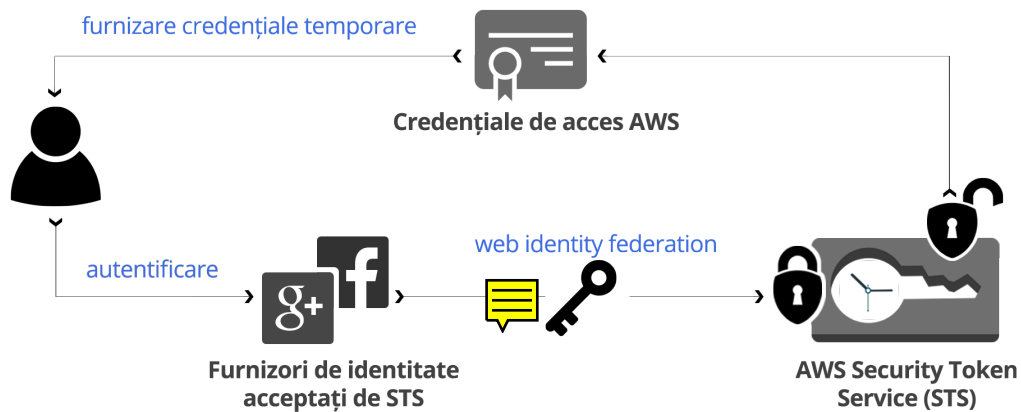 furnizare credențiale temporare
Credențiale de acces AWS
web identity federation
autentificare
g+
f
Furnizori de identitate
acceptați de STS
AWS Security Token
Service (STS)